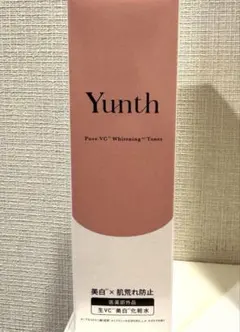 Yunth
Pure VC Whitening Toner
美白 × 肌荒れ防止
医薬部外品
生VC 美白 化粧水